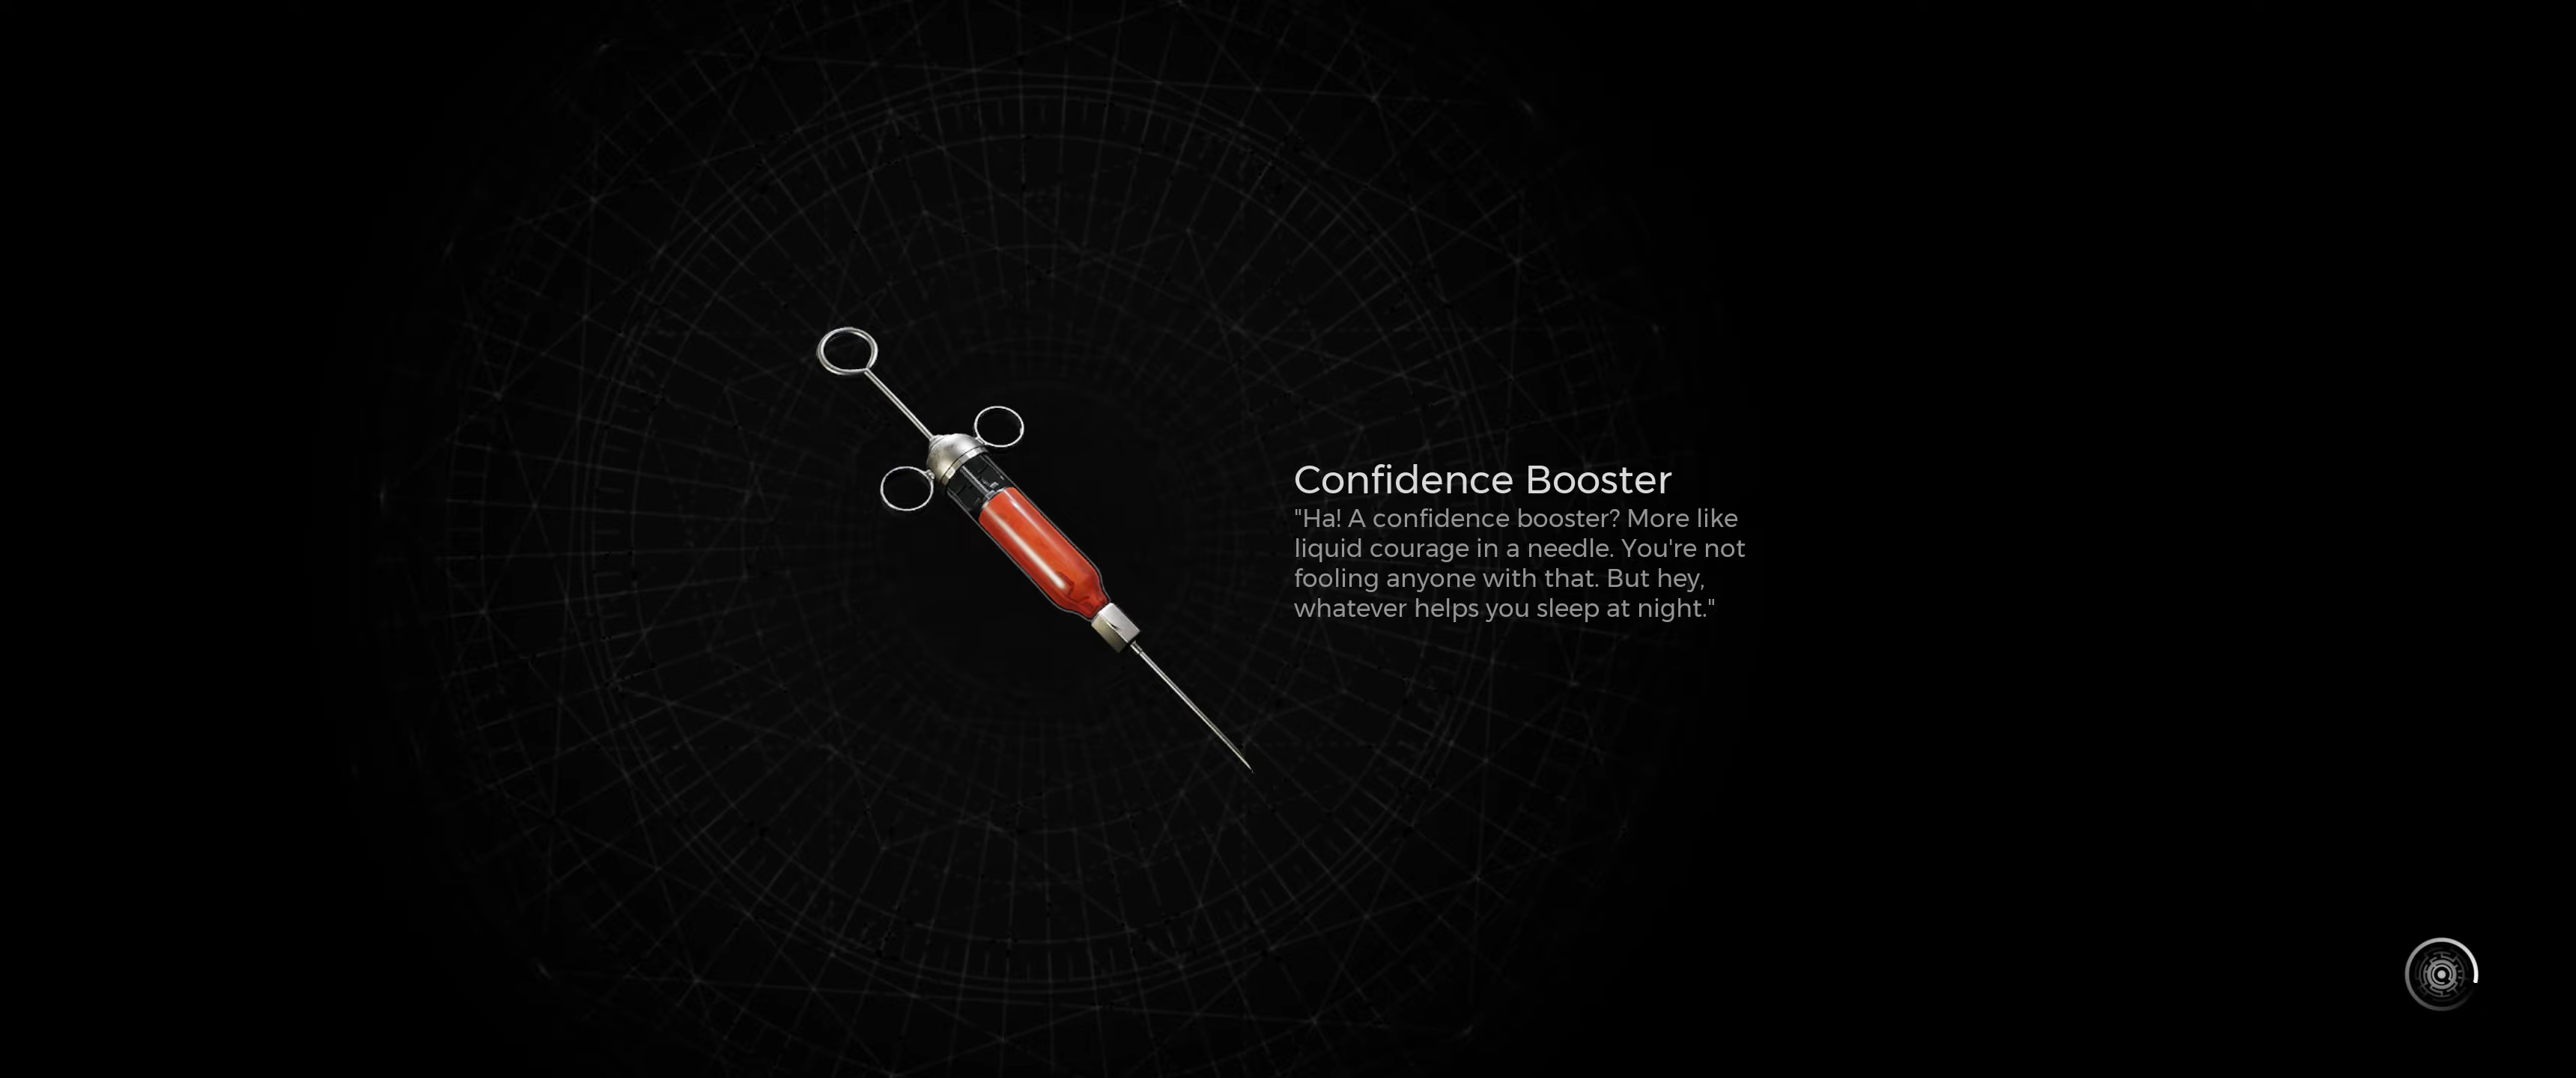 Confidence Booster
"Ha! A confidence booster? More like
liquid courage in a needle. You're not
fooling anyone with that. But hey,
whatever helps you sleep at night."